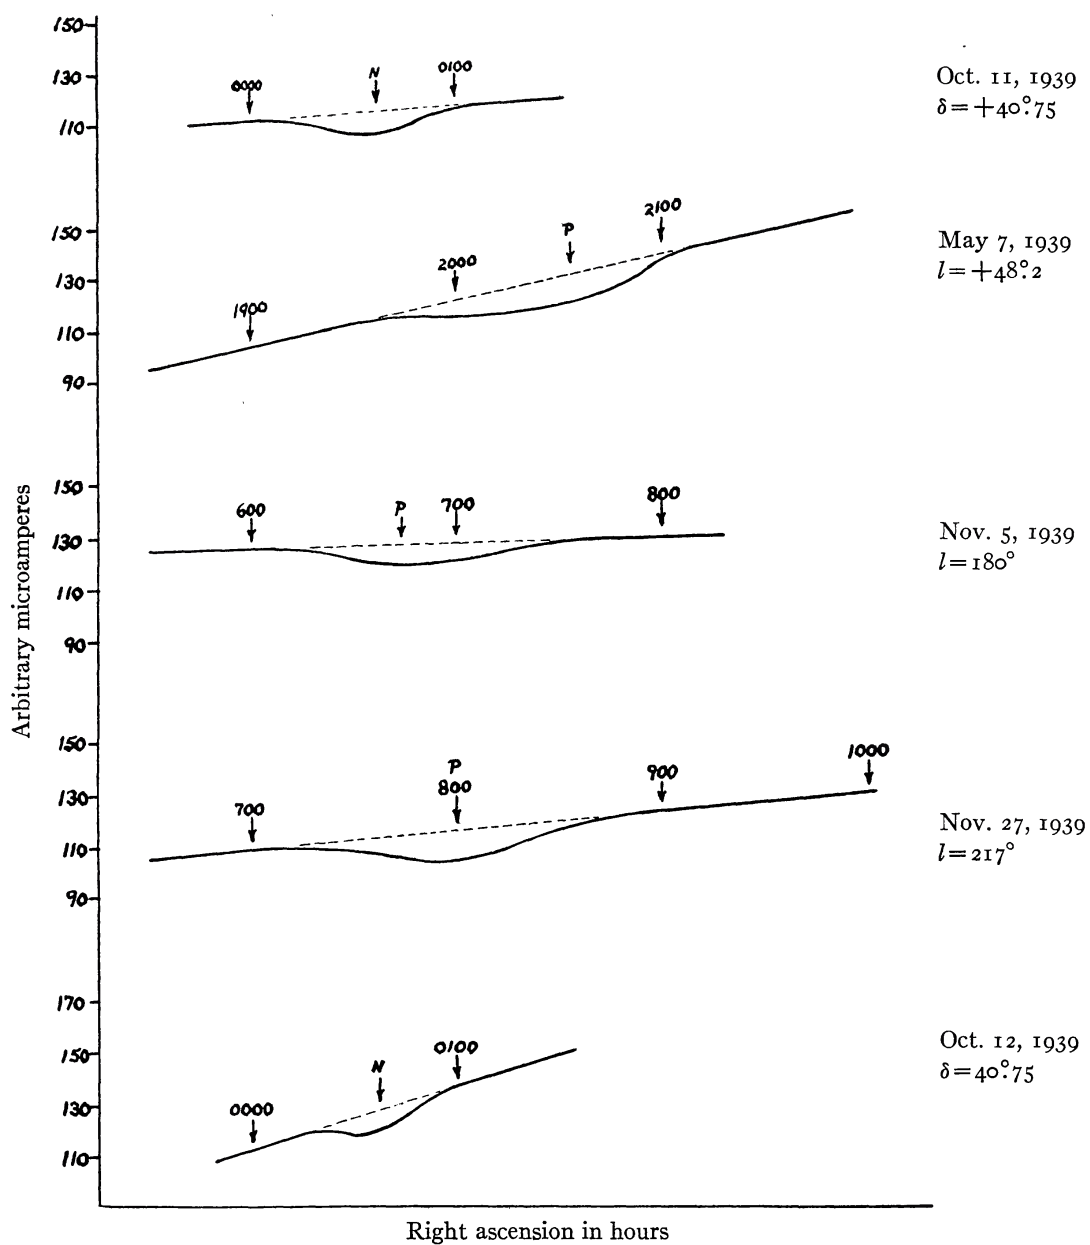 150
130
110
0000
N
0100
Oct. 11, 1939
δ=+40°.75
150
130
110
90
1900
2000
P
2100
May 7, 1939
l=+48°.2
150
130
110
90
600
P
700
800
Nov. 5, 1939
l=180°
150
130
110
90
700
P
800
900
1000
Nov. 27, 1939
l=217°
170
150
130
110
0000
N
0100
Oct. 12, 1939
δ=40°.75
Arbitrary microamperes
Right ascension in hours